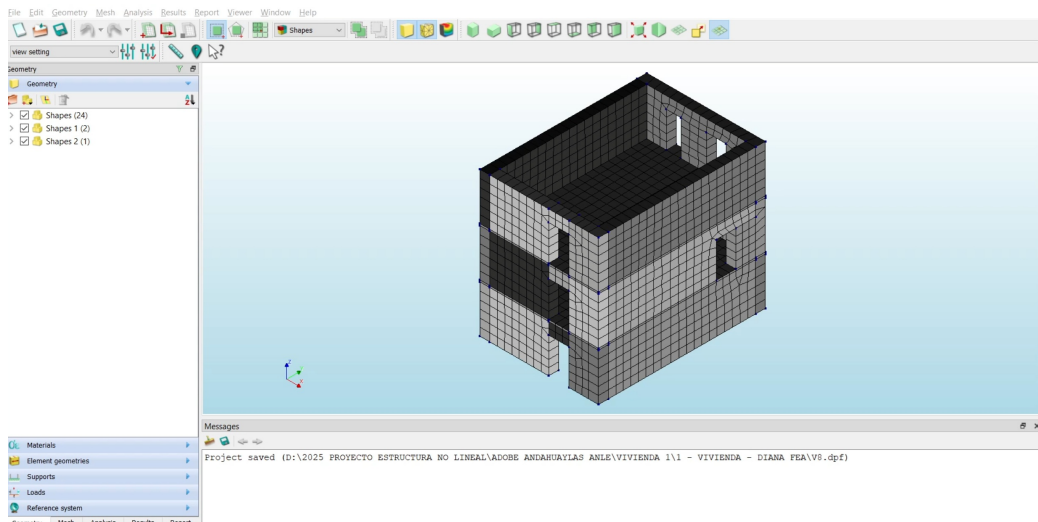 File Edit Geometry Mesh Analysis Results Report Viewer Window Help
Shapes
view setting
Geometry
Geometry
Shapes (24)
Shapes 1 (2)
Shapes 2 (1)
Materials
Element geometries
Supports
Loads
Reference system
Geometry Mesh Analysis Results Report
Z
X
Messages
Project saved (D:\2025 PROYECTO ESTRUCTURA NO LINEAL\ADOBE ANDAHUAYLAS ANLE\VIVIENDA 1\1 - VIVIENDA - DIANA FEA\V8.dpf)